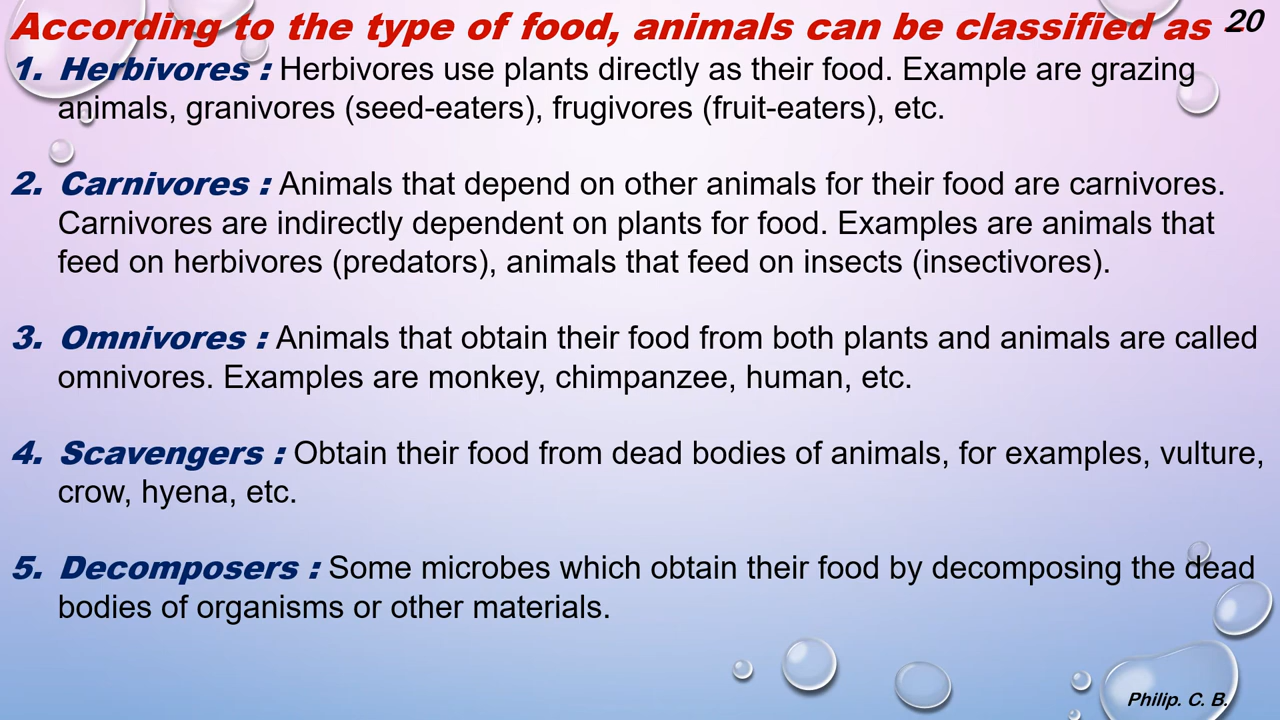 According to the type of food, animals can be classified as -
20
1. Herbivores : Herbivores use plants directly as their food. Example are grazing
animals, granivores (seed-eaters), frugivores (fruit-eaters), etc.
2. Carnivores : Animals that depend on other animals for their food are carnivores.
Carnivores are indirectly dependent on plants for food. Examples are animals that
feed on herbivores (predators), animals that feed on insects (insectivores).
3. Omnivores : Animals that obtain their food from both plants and animals are called
omnivores. Examples are monkey, chimpanzee, human, etc.
4. Scavengers : Obtain their food from dead bodies of animals, for examples, vulture,
crow, hyena, etc.
5. Decomposers : Some microbes which obtain their food by decomposing the dead
bodies of organisms or other materials.
Philip. C. B.